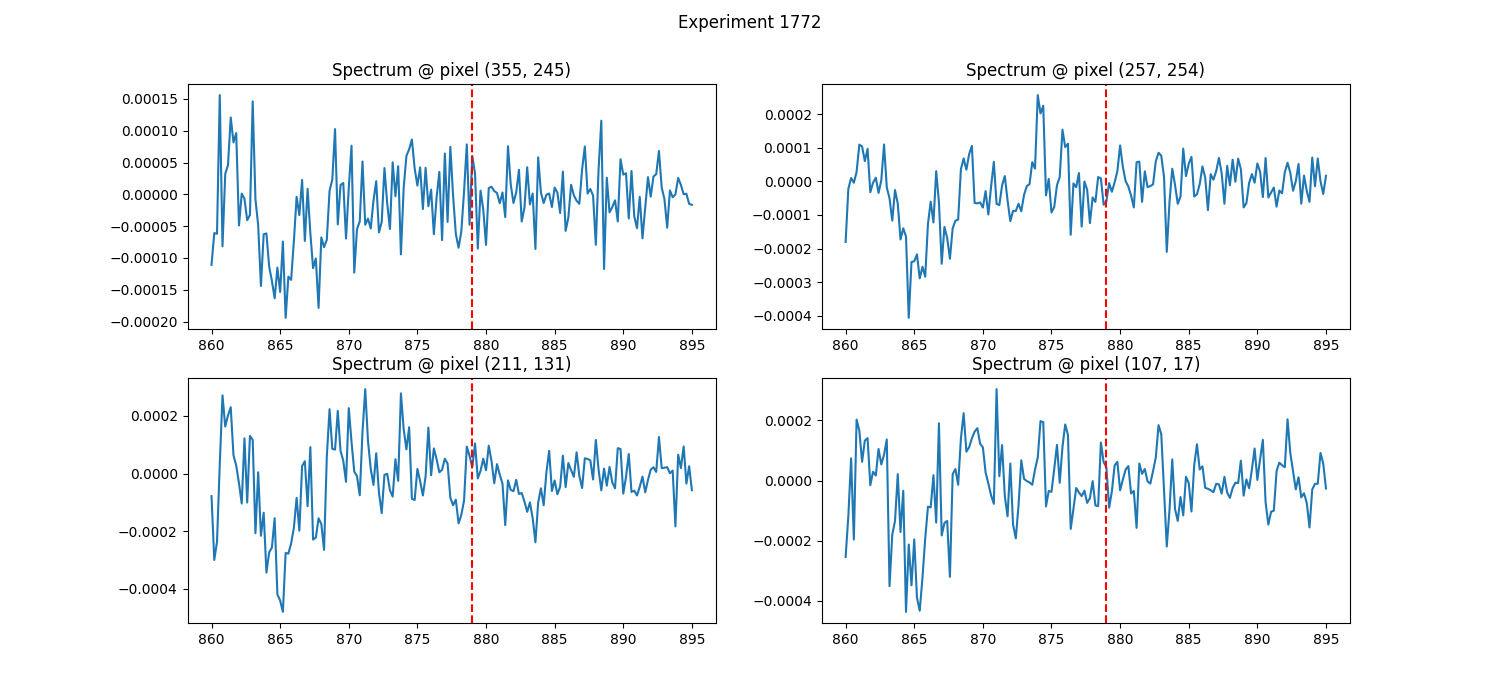 Experiment 1772
Spectrum @ pixel (355, 245)
0.00015
0.00010
0.00005
0.00000
−0.00005
−0.00010
−0.00015
−0.00020
860 865 870 875 880 885 890 895
Spectrum @ pixel (257, 254)
0.0002
0.0001
0.0000
−0.0001
−0.0002
−0.0003
−0.0004
860 865 870 875 880 885 890 895
Spectrum @ pixel (211, 131)
0.0002
0.0000
−0.0002
−0.0004
860 865 870 875 880 885 890 895
Spectrum @ pixel (107, 17)
0.0002
0.0000
−0.0002
−0.0004
860 865 870 875 880 885 890 895